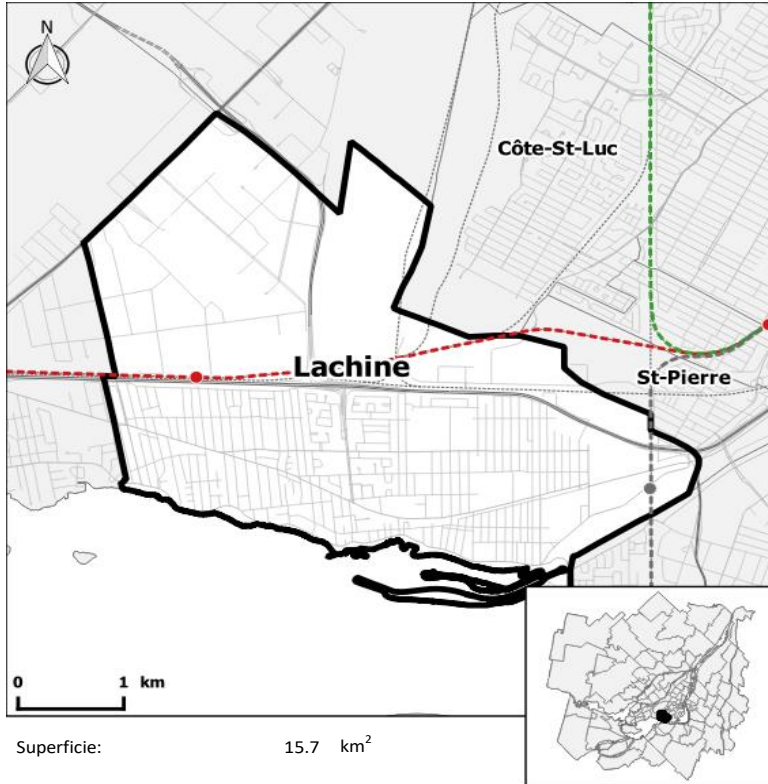 N
Côte-St-Luc
Lachine
St-Pierre
0 1 km
Superficie: 15.7 km²